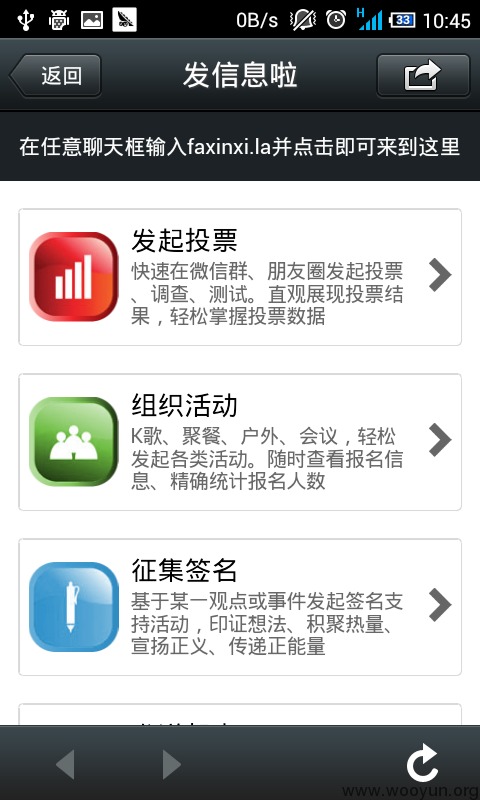 0B/s H 33 10:45
返回 发信息啦
在任意聊天框输入faxinxi.la并点击即可来到这里
发起投票
快速在微信群、朋友圈发起投票
、调查、测试。直观展现投票结
果，轻松掌握投票数据
组织活动
K歌、聚餐、户外、会议，轻松
发起各类活动。随时查看报名信
息、精确统计报名人数
征集签名
基于某一观点或事件发起签名支
持活动，印证想法、积聚热量、
宣扬正义、传递正能量
www.wooyun.org